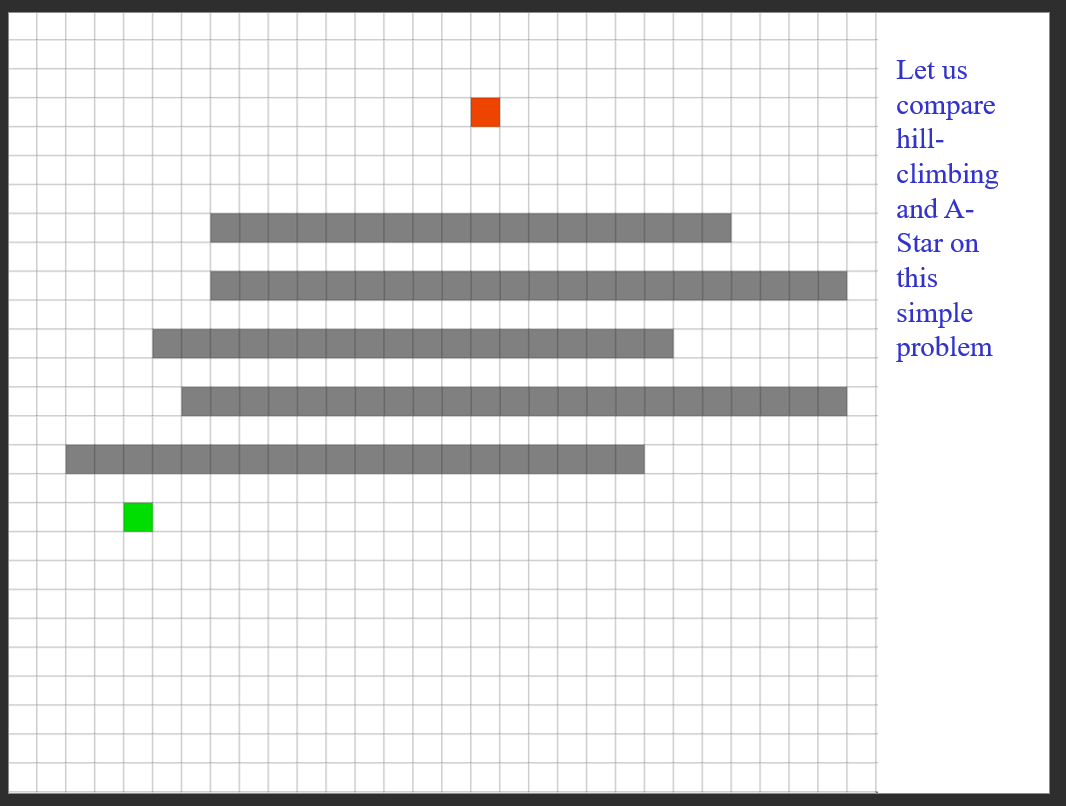 Let us
compare
hill-
climbing
and A-
Star on
this
simple
problem